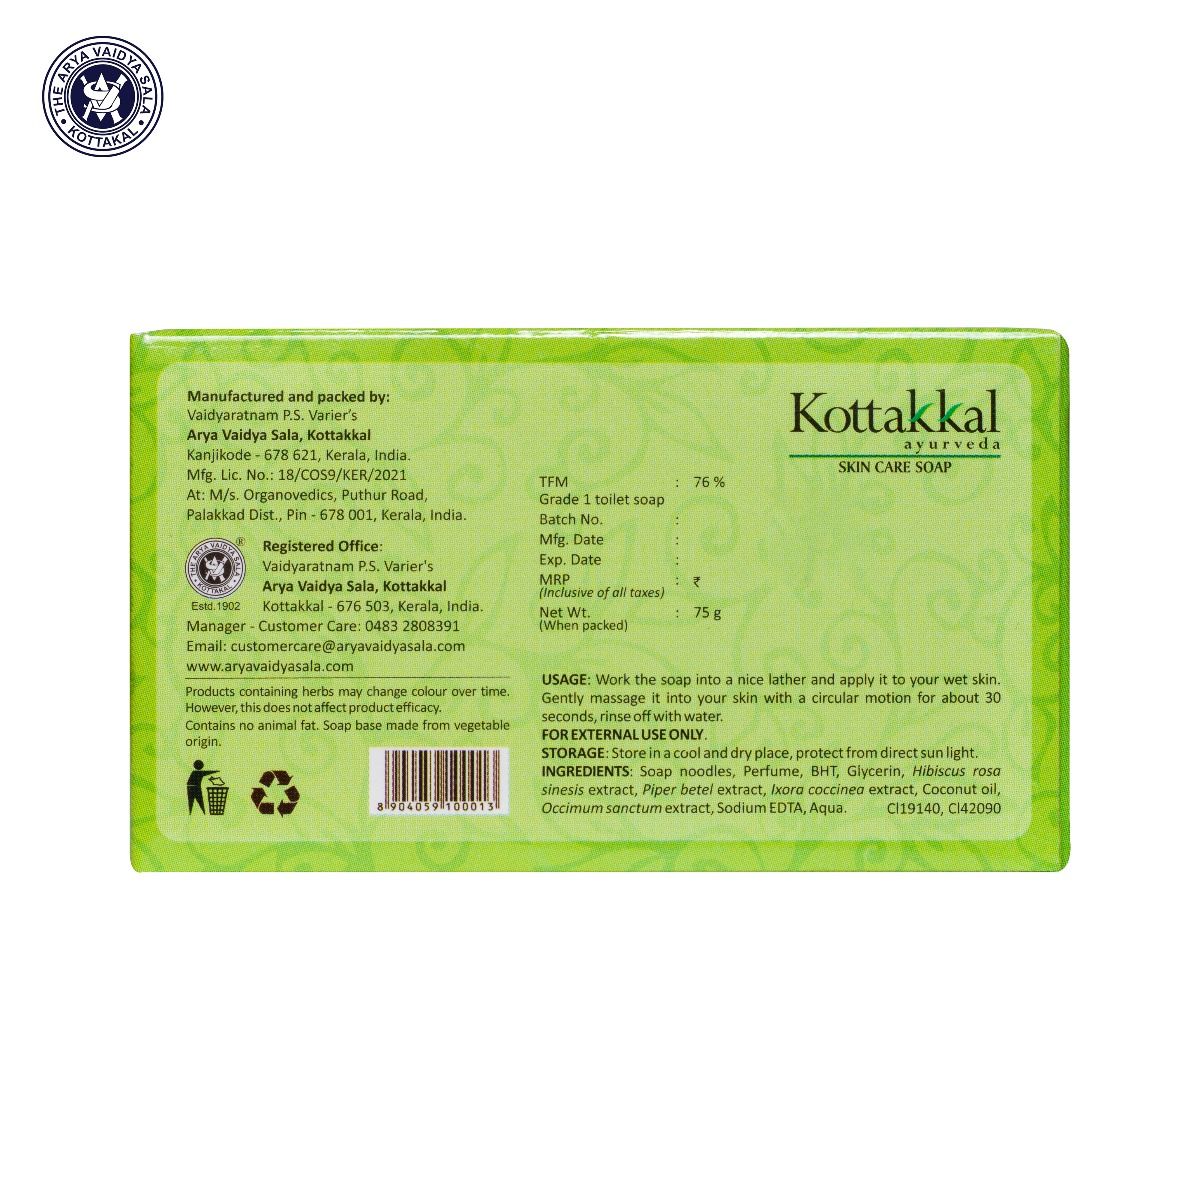 THE ARYA VAIDYA SALA
KOTTAKAL
Manufactured and packed by:
Vaidyaratnam P.S. Varier's
Arya Vaidya Sala, Kottakkal
Kanjikode - 678 621, Kerala, India.
Mfg. Lic. No.: 18/COS9/KER/2021
At: M/s. Organovedics, Puthur Road,
Palakkad Dist., Pin - 678 001, Kerala, India.
THE ARYA VAIDYA SALA
KOTTAKAL
®
Estd.1902
Registered Office:
Vaidyaratnam P.S. Varier's
Arya Vaidya Sala, Kottakkal
Kottakkal - 676 503, Kerala, India.
Manager - Customer Care: 0483 2808391
Email: customercare@aryavaidyasala.com
www.aryavaidyasala.com
Products containing herbs may change colour over time.
However, this does not affect product efficacy.
Contains no animal fat. Soap base made from vegetable
origin.
8 904059 100013
Kottakkal
ayurveda
SKIN CARE SOAP
TFM : 76 %
Grade 1 toilet soap
Batch No. :
Mfg. Date :
Exp. Date :
MRP : ₹
(Inclusive of all taxes)
Net Wt. : 75 g
(When packed)
USAGE: Work the soap into a nice lather and apply it to your wet skin.
Gently massage it into your skin with a circular motion for about 30
seconds, rinse off with water.
FOR EXTERNAL USE ONLY.
STORAGE: Store in a cool and dry place, protect from direct sun light.
INGREDIENTS: Soap noodles, Perfume, BHT, Glycerin, Hibiscus rosa
sinesis extract, Piper betel extract, Ixora coccinea extract, Coconut oil,
Occimum sanctum extract, Sodium EDTA, Aqua. CI19140, CI42090